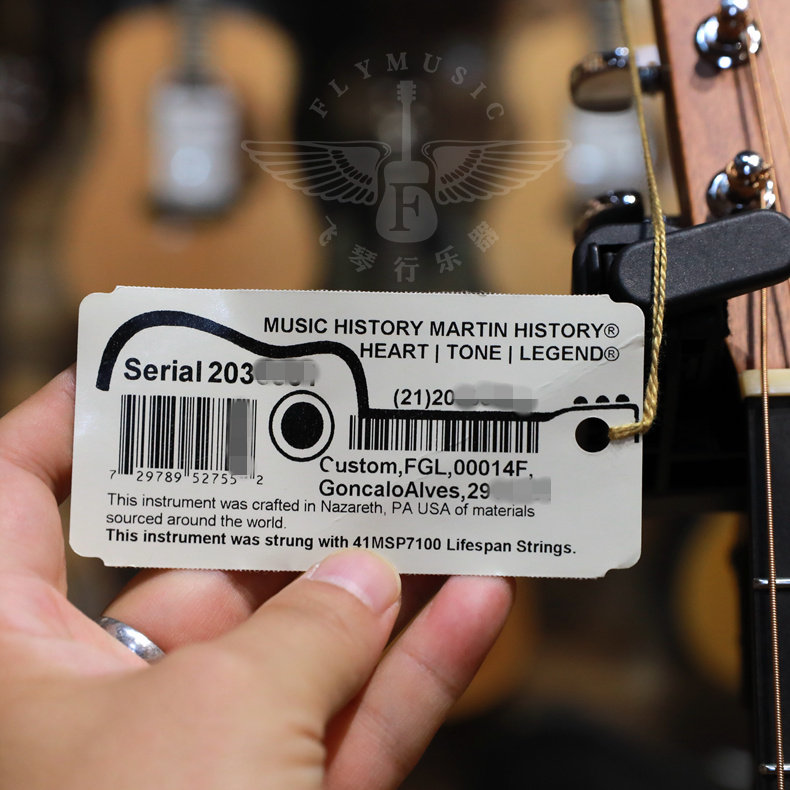 FLYMUSIC
F
飞琴行乐器
MUSIC HISTORY MARTIN HISTORY®
HEART | TONE | LEGEND®
Serial 203
(21)20
7 29789 52755 2
Custom,FGL,00014F,
GoncaloAlves,29
This instrument was crafted in Nazareth, PA USA of materials
sourced around the world.
This instrument was strung with 41MSP7100 Lifespan Strings.